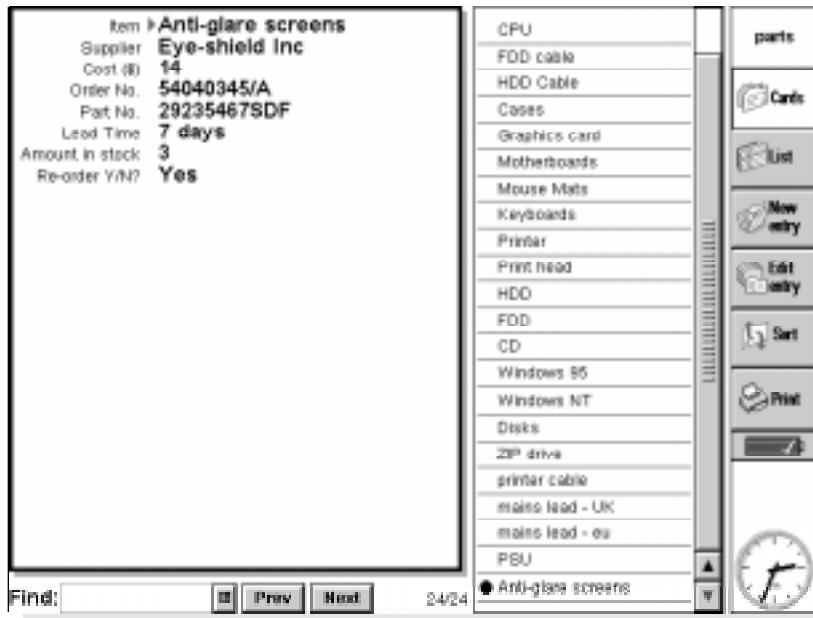 Item Anti-glare screens
Supplier Eye-shield Inc
Cost ($) 14
Order No. 54040345/A
Part No. 29235467SDF
Lead Time 7 days
Amount in stock 3
Re-order Y/N? Yes
Find:
Prev Next
24/24
CPU
FDD cable
HDD Cable
Cases
Graphics card
Motherboards
Mouse Mats
Keyboards
Printer
Print head
HDD
FDD
CD
Windows 95
Windows NT
Disks
ZIP drive
printer cable
mains lead - UK
mains lead - eu
PSU
Anti-glare screens
parts
Cards
List
New
entry
Edit
entry
Sort
Print